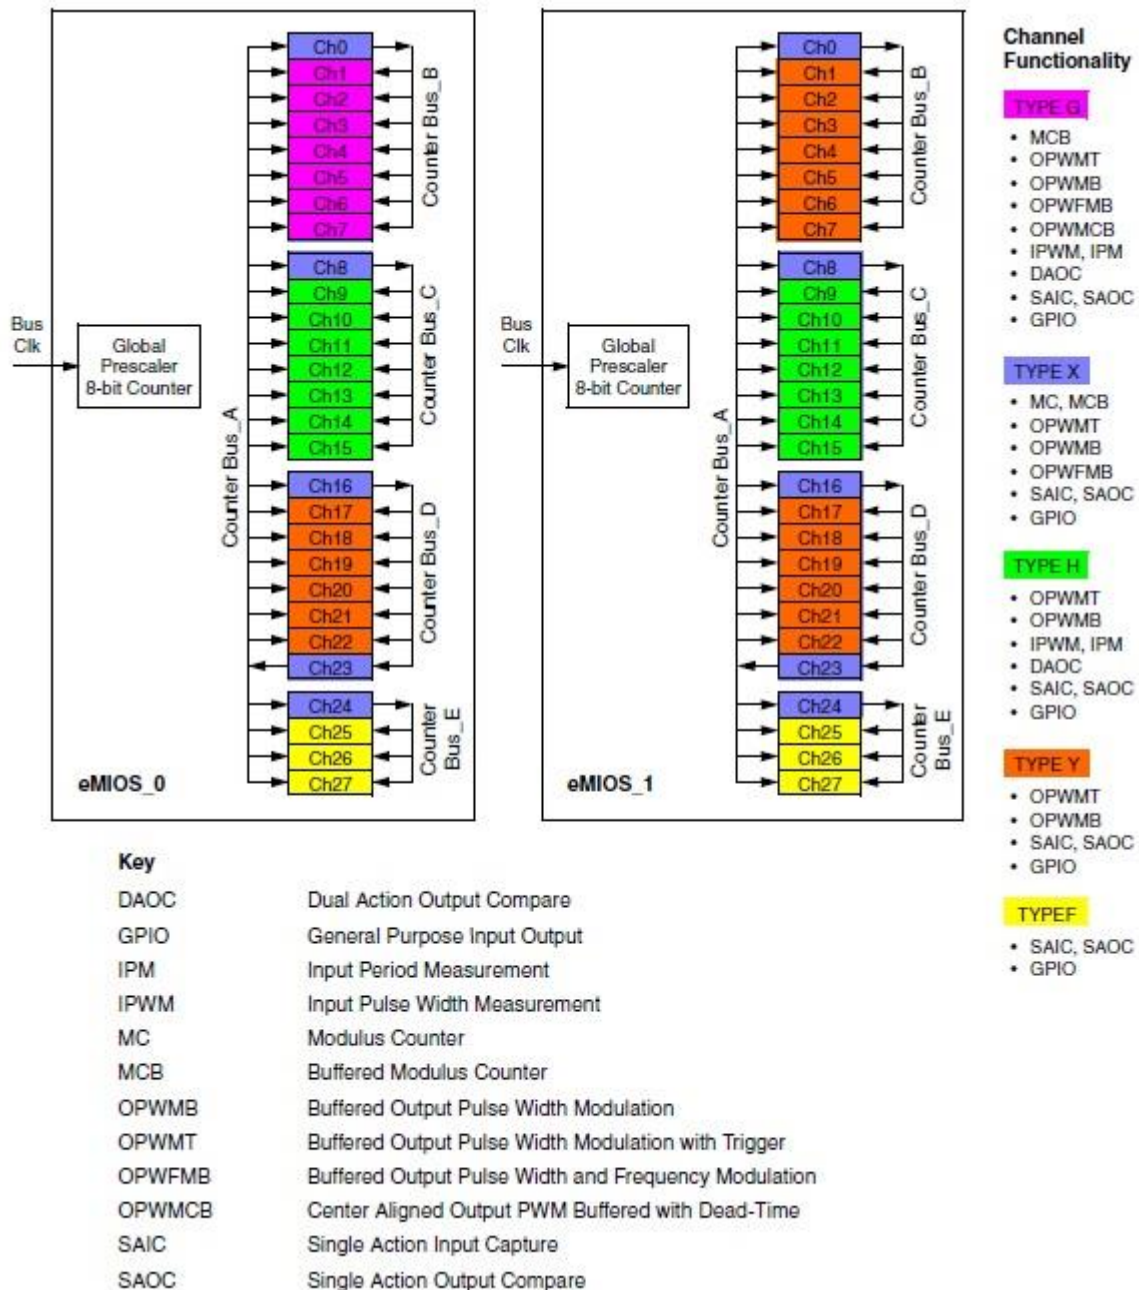 Ch0
Ch1
Ch2
Ch3
Ch4
Ch5
Ch6
Ch7
Counter Bus_B
Ch8
Ch9
Ch10
Ch11
Ch12
Ch13
Ch14
Ch15
Counter Bus_C
Bus
Clk
Global
Prescaler
8-bit Counter
Counter Bus_A
Ch16
Ch17
Ch18
Ch19
Ch20
Ch21
Ch22
Ch23
Counter Bus_D
Ch24
Ch25
Ch26
Ch27
Counter
Bus_E
eMIOS_0
Ch0
Ch1
Ch2
Ch3
Ch4
Ch5
Ch6
Ch7
Counter Bus_B
Ch8
Ch9
Ch10
Ch11
Ch12
Ch13
Ch14
Ch15
Counter Bus_C
Bus
Clk
Global
Prescaler
8-bit Counter
Counter Bus_A
Ch16
Ch17
Ch18
Ch19
Ch20
Ch21
Ch22
Ch23
Counter Bus_D
Ch24
Ch25
Ch26
Ch27
Counter
Bus_E
eMIOS_1
Channel
Functionality
TYPE G
• MCB
• OPWMT
• OPWMB
• OPWFMB
• OPWMCB
• IPWM, IPM
• DAOC
• SAIC, SAOC
• GPIO
TYPE X
• MC, MCB
• OPWMT
• OPWMB
• OPWFMB
• SAIC, SAOC
• GPIO
TYPE H
• OPWMT
• OPWMB
• IPWM, IPM
• DAOC
• SAIC, SAOC
• GPIO
TYPE Y
• OPWMT
• OPWMB
• SAIC, SAOC
• GPIO
TYPEF
• SAIC, SAOC
• GPIO
Key
DAOC Dual Action Output Compare
GPIO General Purpose Input Output
IPM Input Period Measurement
IPWM Input Pulse Width Measurement
MC Modulus Counter
MCB Buffered Modulus Counter
OPWMB Buffered Output Pulse Width Modulation
OPWMT Buffered Output Pulse Width Modulation with Trigger
OPWFMB Buffered Output Pulse Width and Frequency Modulation
OPWMCB Center Aligned Output PWM Buffered with Dead-Time
SAIC Single Action Input Capture
SAOC Single Action Output Compare